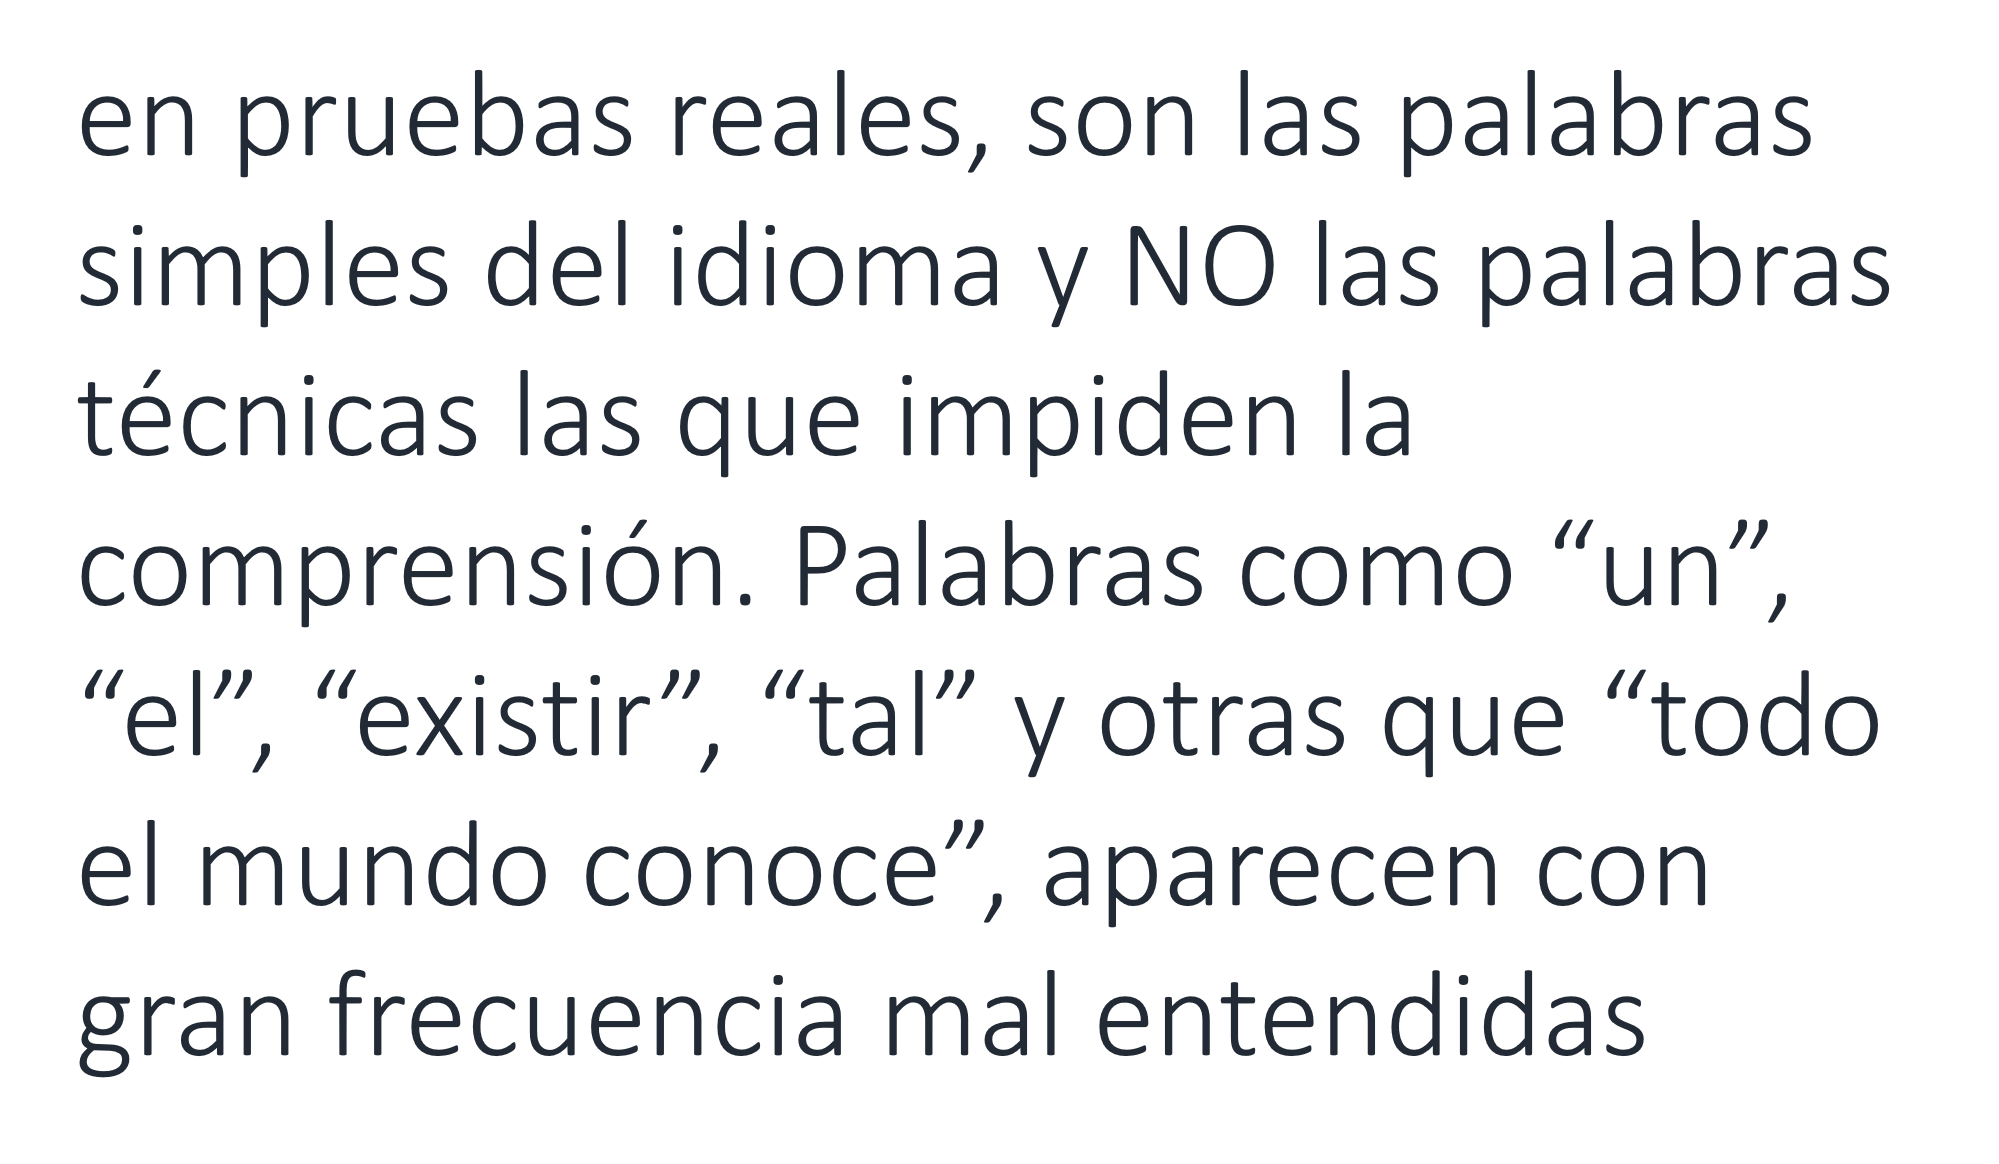 en pruebas reales, son las palabras
simples del idioma y NO las palabras
técnicas las que impiden la
comprensión. Palabras como “un”,
“el”, “existir”, “tal” y otras que “todo
el mundo conoce”, aparecen con
gran frecuencia mal entendidas